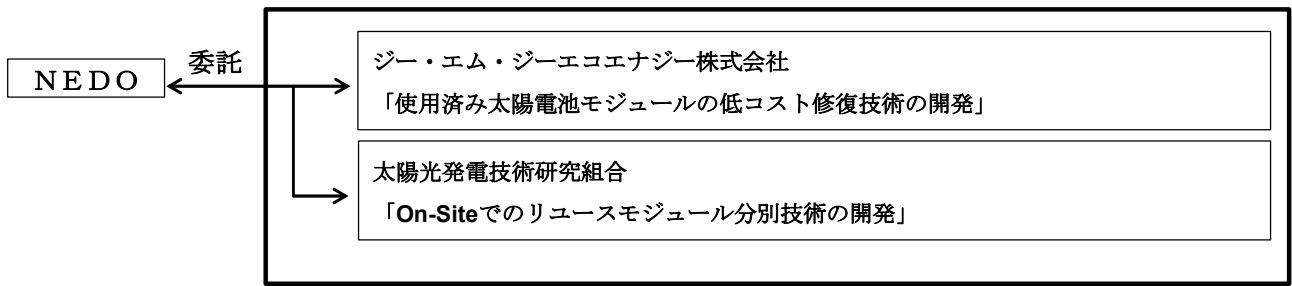 ＮＥＤＯ
委託
ジー・エム・ジーエコエナジー株式会社
「使用済み太陽電池モジュールの低コスト修復技術の開発」
太陽光発電技術研究組合
「On-Siteでのリユースモジュール分別技術の開発」